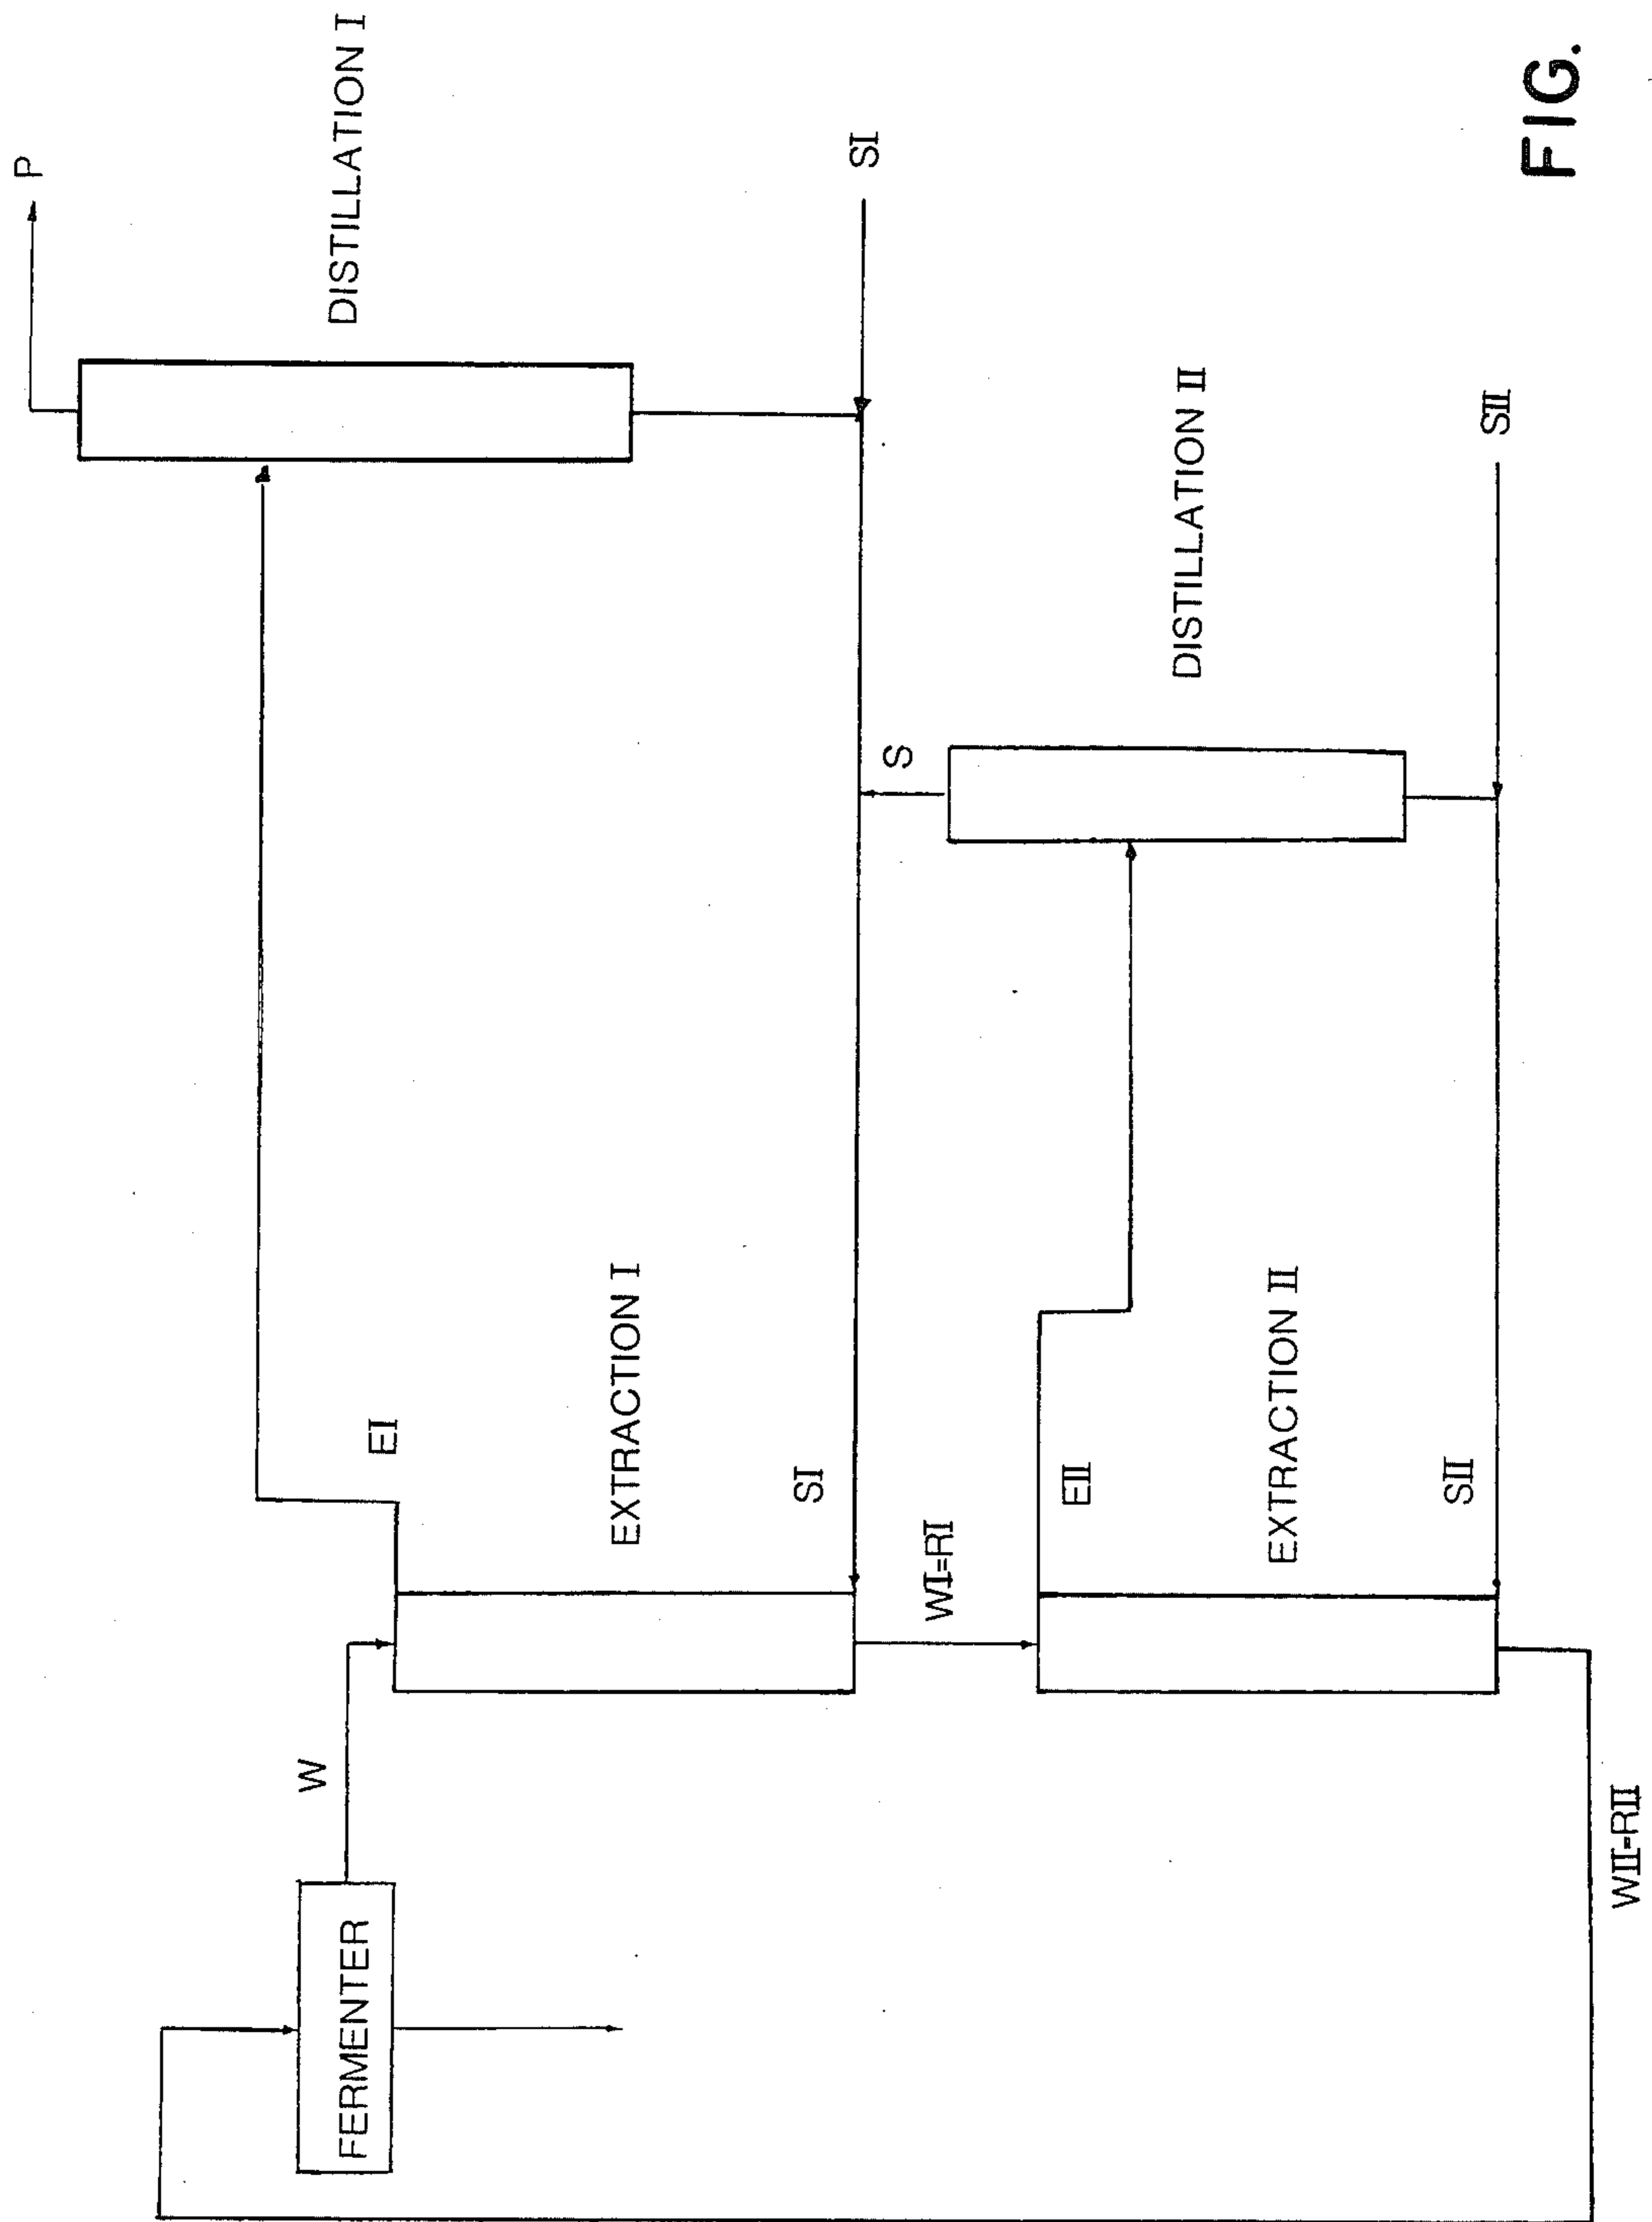 P
DISTILLATION I
SI
EI
EXTRACTION I
SI
W
FERMENTER
S
DISTILLATION II
SII
WI=RI
EII
EXTRACTION II
SII
WII=RII
FIG.